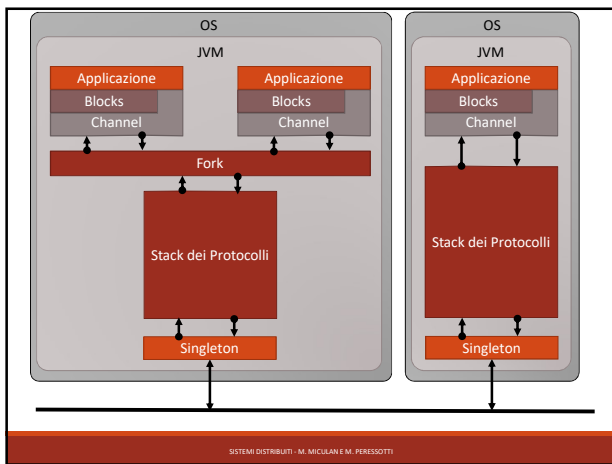 OS
JVM
Applicazione
Blocks
Channel
Applicazione
Blocks
Channel
Fork
Stack dei Protocolli
Singleton
OS
JVM
Applicazione
Blocks
Channel
Stack dei Protocolli
Singleton
SISTEMI DISTRIBUITI - M. MICULAN E M. PERESSOTTI